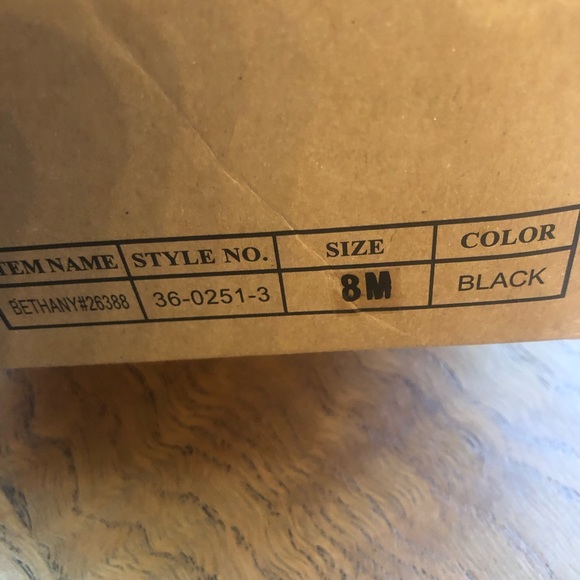 TEM NAME STYLE NO. SIZE COLOR
BETHANY#26388 36-0251-3 8M BLACK